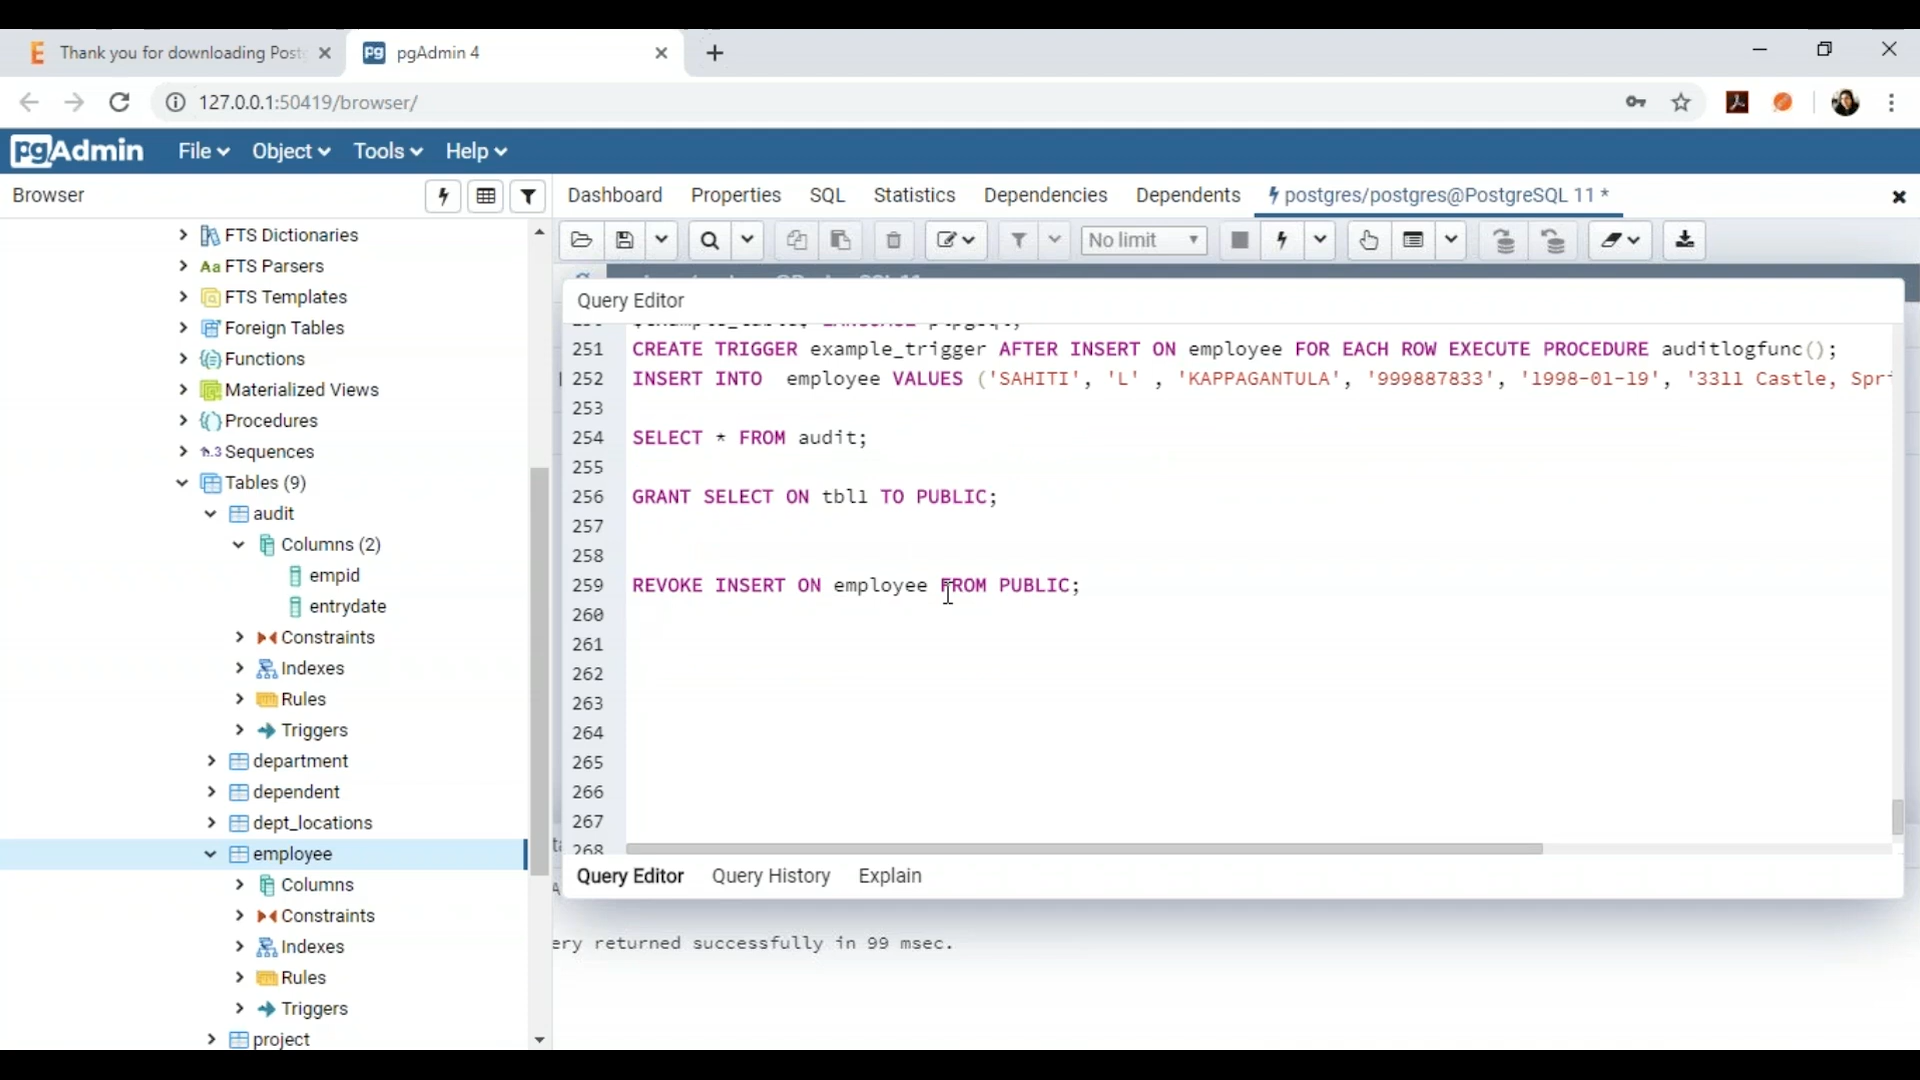 Thank you for downloading Post
pgAdmin 4
127.0.0.1:50419/browser/
pgAdmin
File
Object
Tools
Help
Browser
Dashboard
Properties
SQL
Statistics
Dependencies
Dependents
postgres/postgres@PostgreSQL 11 *
FTS Dictionaries
FTS Parsers
FTS Templates
Foreign Tables
Functions
Materialized Views
Procedures
Sequences
Tables (9)
audit
Columns (2)
empid
entrydate
Constraints
Indexes
Rules
Triggers
department
dependent
dept_locations
employee
Columns
Constraints
Indexes
Rules
Triggers
project
No limit
Query Editor
251 CREATE TRIGGER example_trigger AFTER INSERT ON employee FOR EACH ROW EXECUTE PROCEDURE auditlogfunc();
252 INSERT INTO  employee VALUES ('SAHITI', 'L' , 'KAPPAGANTULA', '999887833', '1998-01-19', '3311 Castle, Spri
253
254 SELECT * FROM audit;
255
256 GRANT SELECT ON tbl1 TO PUBLIC;
257
258
259 REVOKE INSERT ON employee FROM PUBLIC;
260
261
262
263
264
265
266
267
268
Query Editor
Query History
Explain
ery returned successfully in 99 msec.